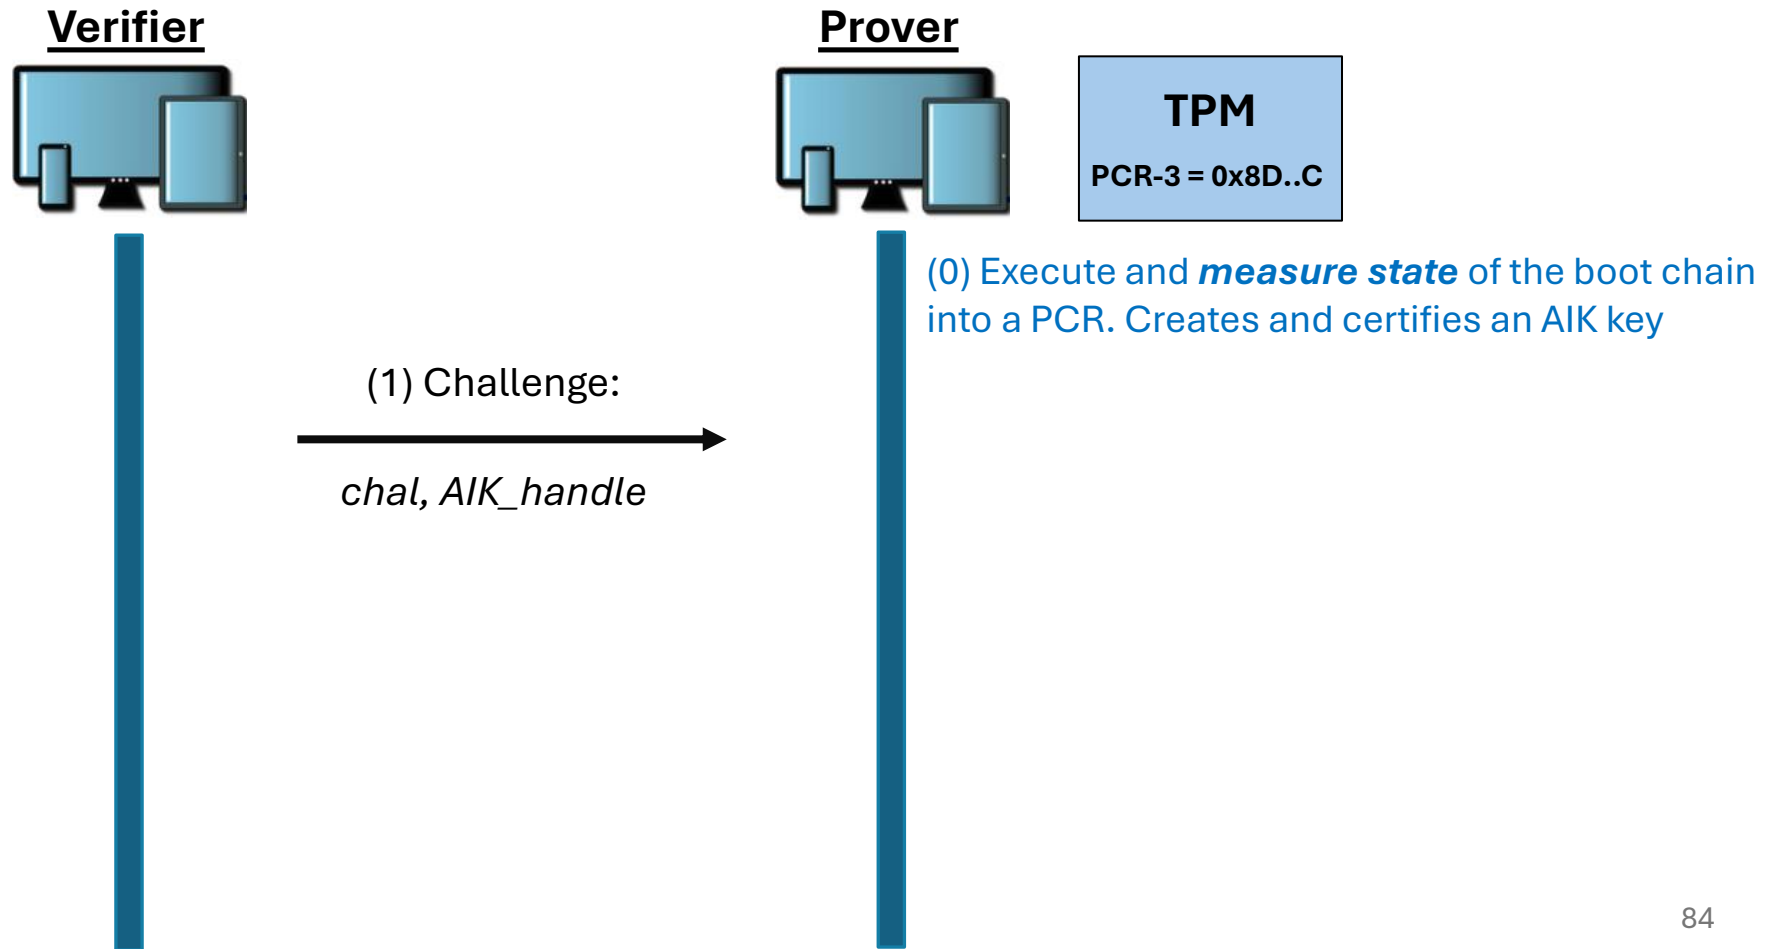 Verifier
Prover
TPM
PCR-3 = 0x8D..C
(0) Execute and measure state of the boot chain
into a PCR. Creates and certifies an AIK key
(1) Challenge:
chal, AIK_handle
84